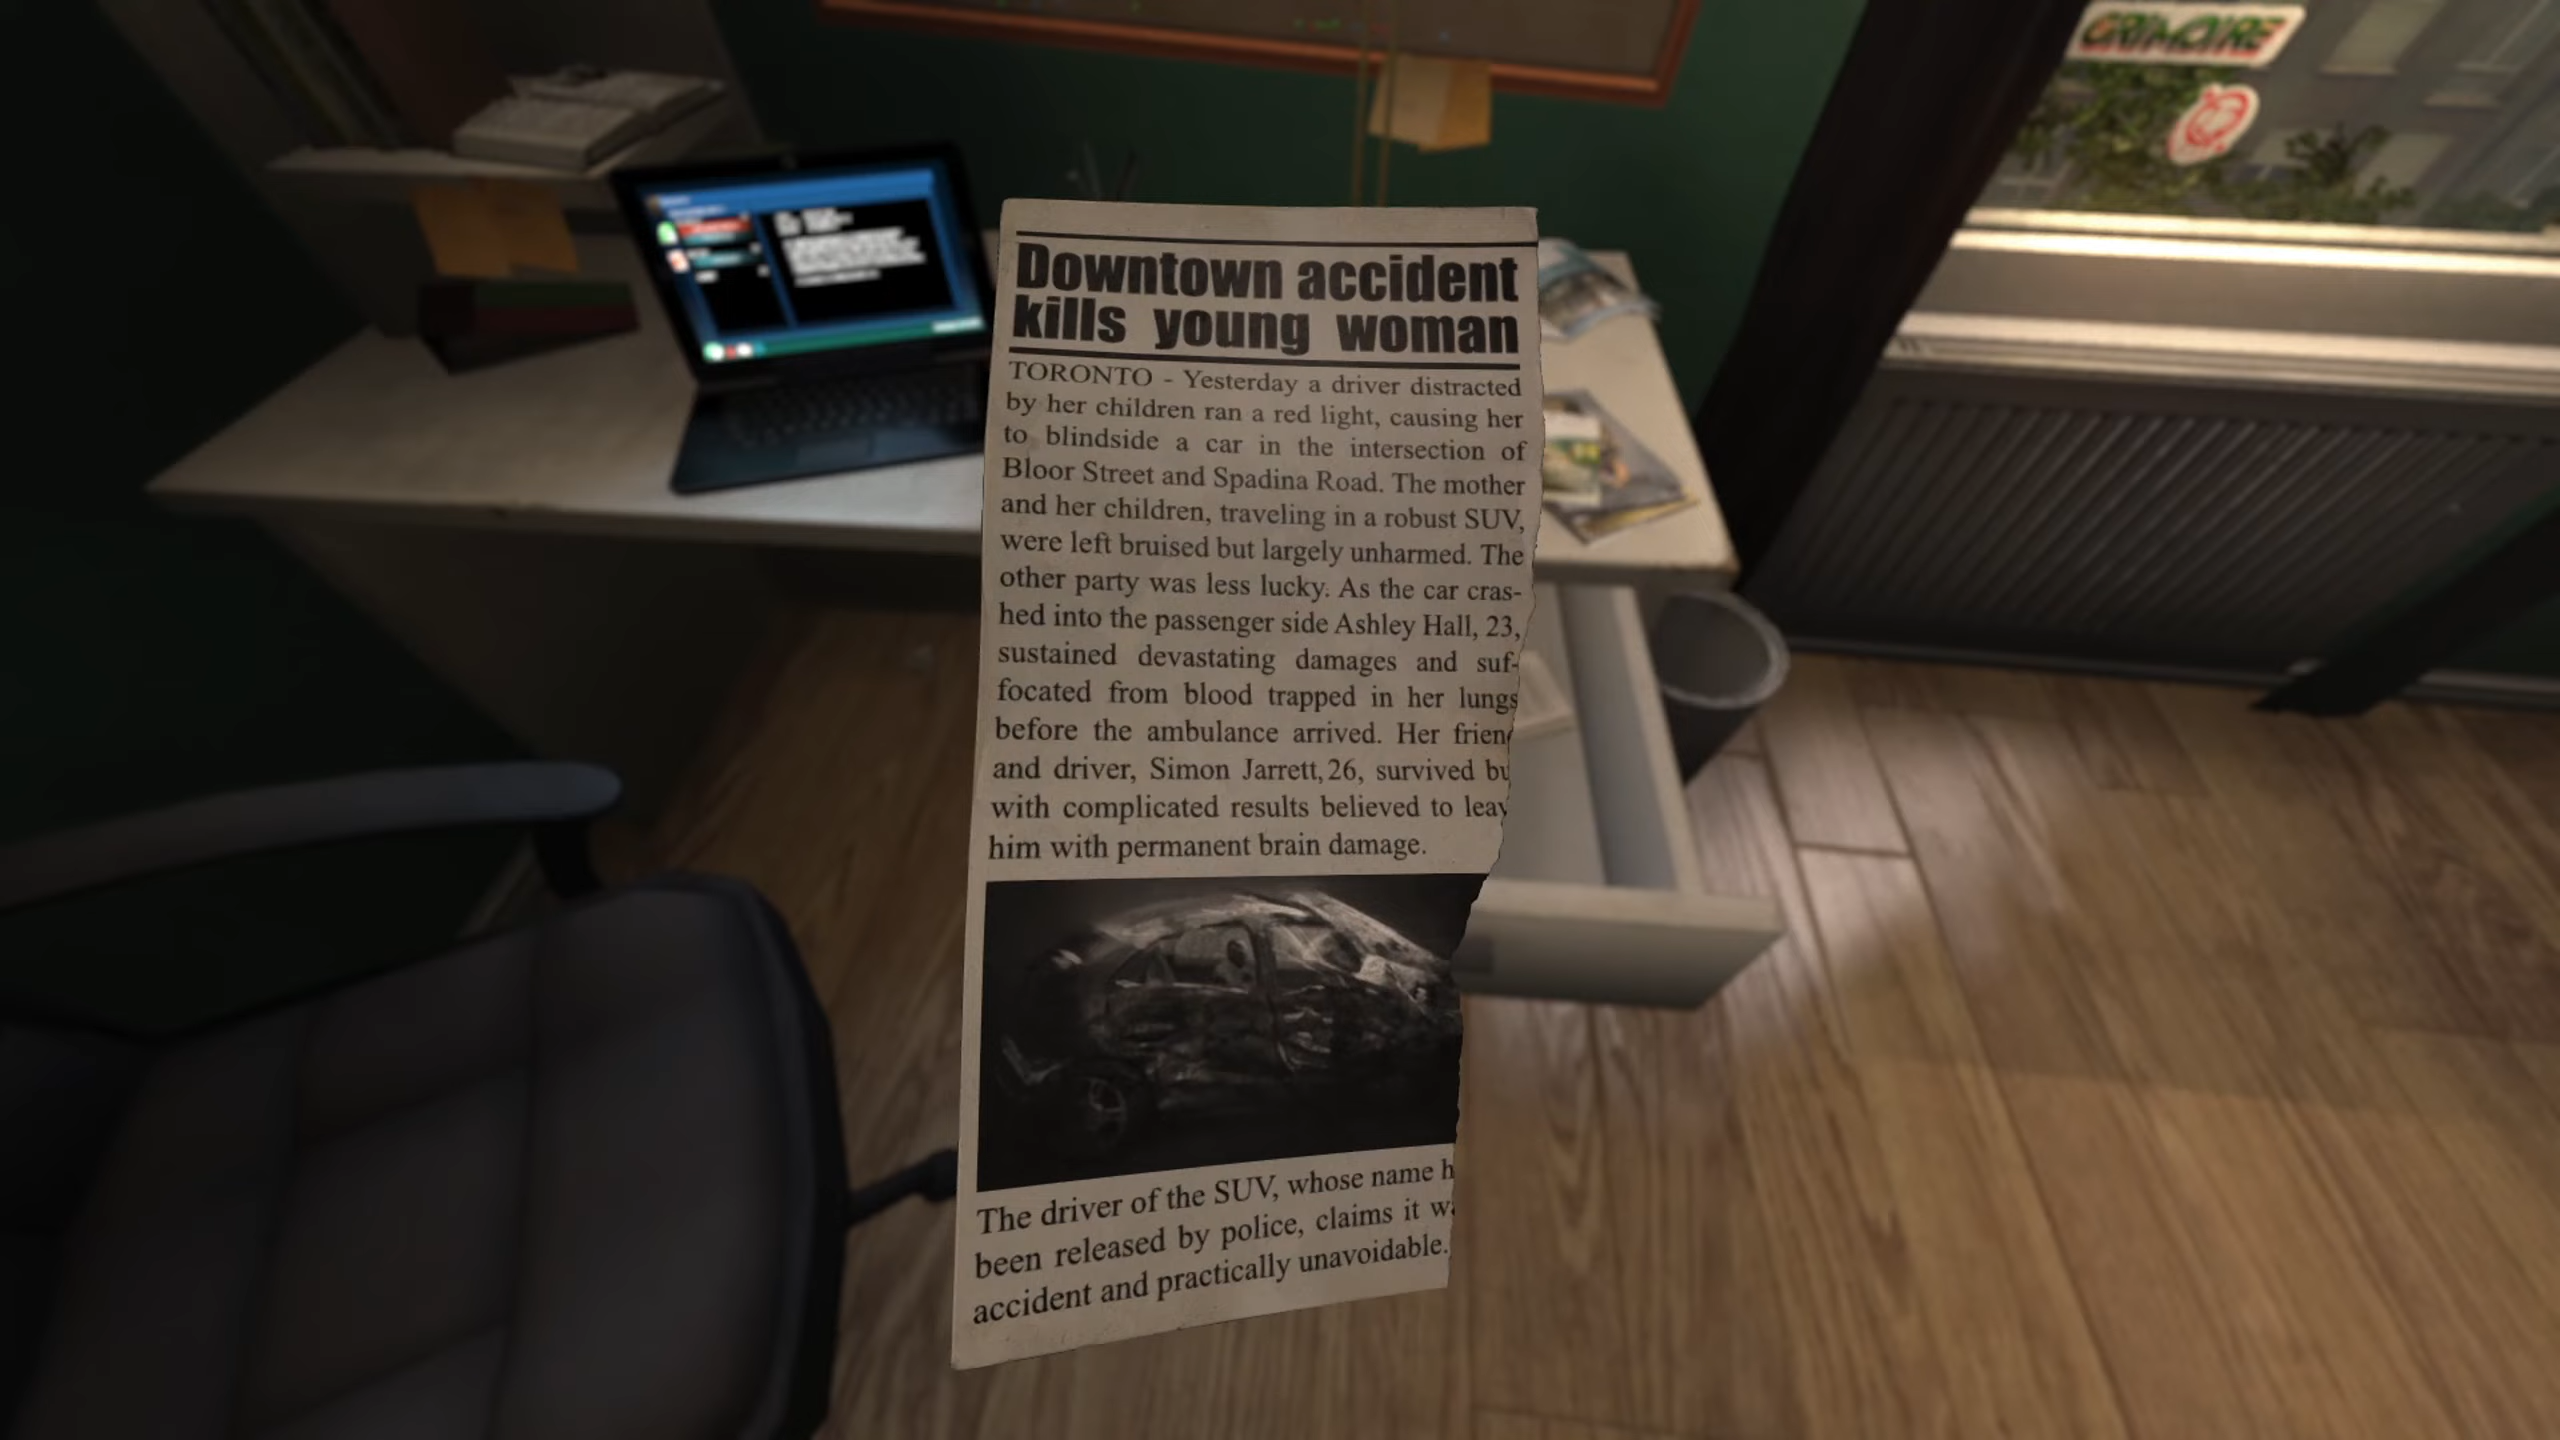 GRIMOIRE
Downtown accident
kills young woman
TORONTO - Yesterday a driver distracted
by her children ran a red light, causing her
to blindside a car in the intersection of
Bloor Street and Spadina Road. The mother
and her children, traveling in a robust SUV,
were left bruised but largely unharmed. The
other party was less lucky. As the car cras-
hed into the passenger side Ashley Hall, 23,
sustained devastating damages and suf-
focated from blood trapped in her lungs
before the ambulance arrived. Her frien
and driver, Simon Jarrett, 26, survived bu
with complicated results believed to leav
him with permanent brain damage.
The driver of the SUV, whose name h
been released by police, claims it wa
accident and practically unavoidable.